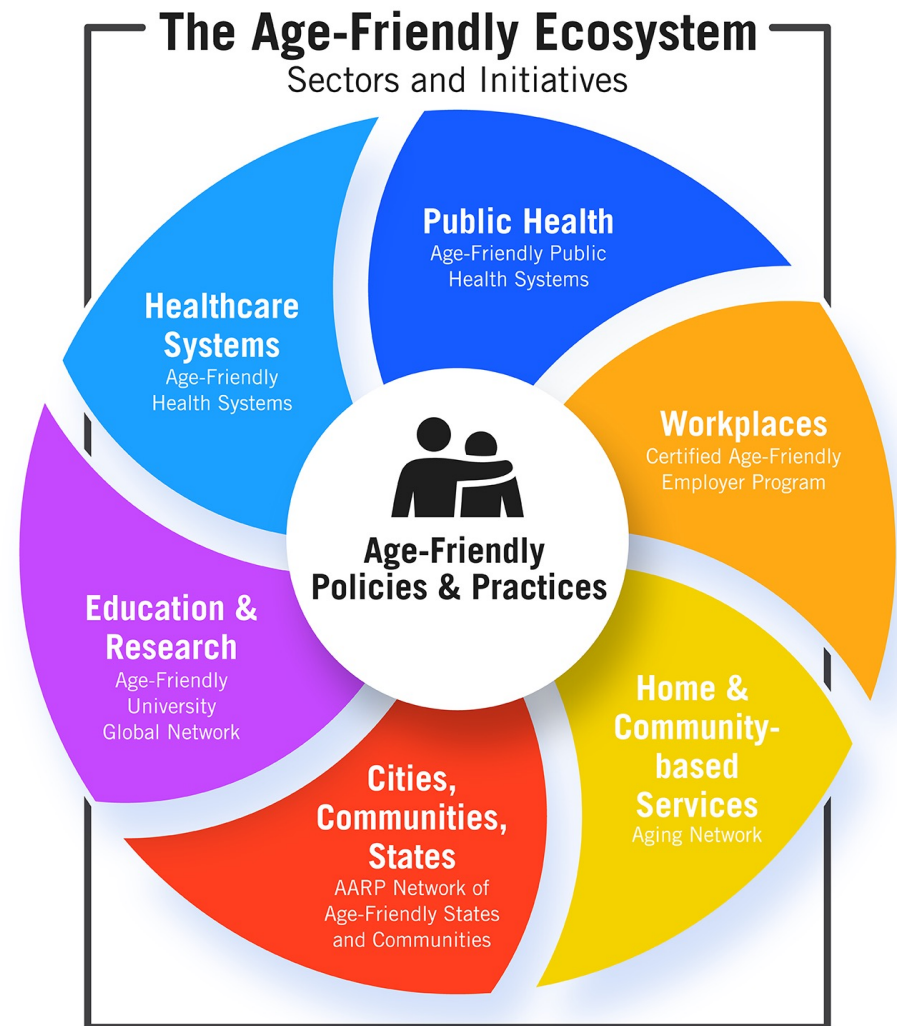 The Age-Friendly Ecosystem
Sectors and Initiatives
Public Health
Age-Friendly Public
Health Systems
Workplaces
Certified Age-Friendly
Employer Program
Home &
Community-
based
Services
Aging Network
Cities,
Communities,
States
AARP Network of
Age-Friendly States
and Communities
Education &
Research
Age-Friendly
University
Global Network
Healthcare
Systems
Age-Friendly
Health Systems
Age-Friendly
Policies & Practices